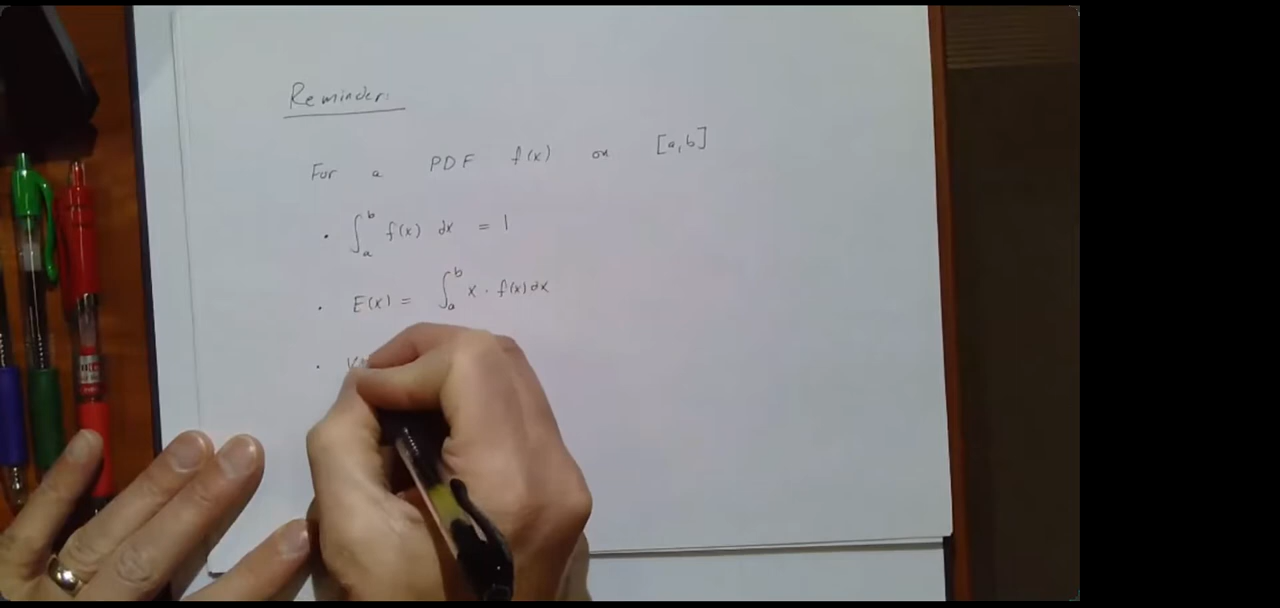 Reminder:
For a PDF f(x) on [a,b]
• ∫_a^b f(x) dx = 1
• E(x) = ∫_a^b x · f(x) dx
•